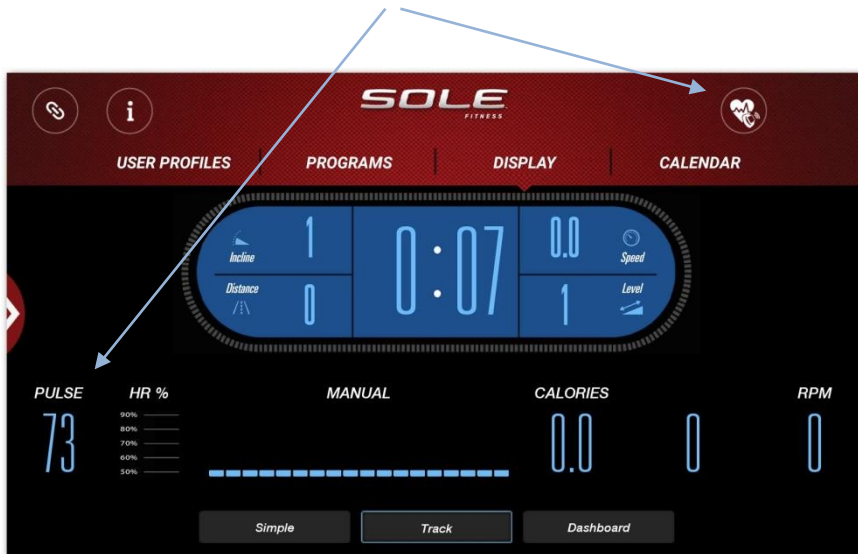 SOLE
FITNESS
i
USER PROFILES PROGRAMS DISPLAY CALENDAR
1 0:07 0.0
Incline Speed
Distance 0 1 Level
PULSE HR % MANUAL CALORIES RPM
73 0.0 0 0
90%
80%
70%
60%
50%
Simple Track Dashboard